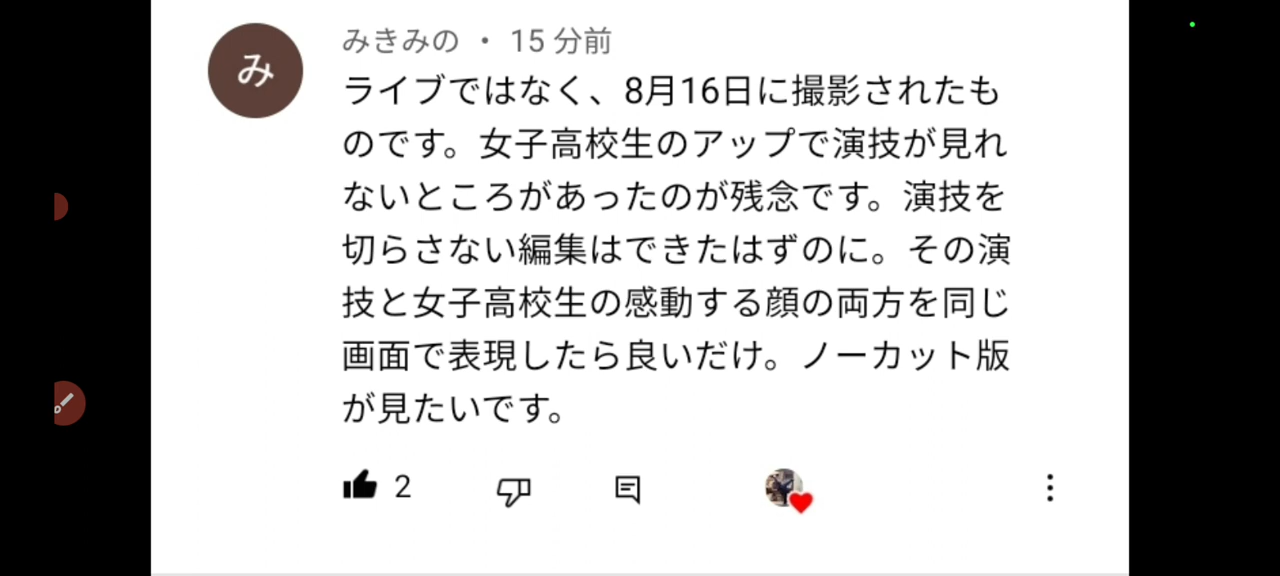 み
みきみの ・ 15 分前
ライブではなく、8月16日に撮影されたも
のです。女子高校生のアップで演技が見れ
ないところがあったのが残念です。演技を
切らさない編集はできたはずのに。その演
技と女子高校生の感動する顔の両方を同じ
画面で表現したら良いだけ。ノーカット版
が見たいです。
2